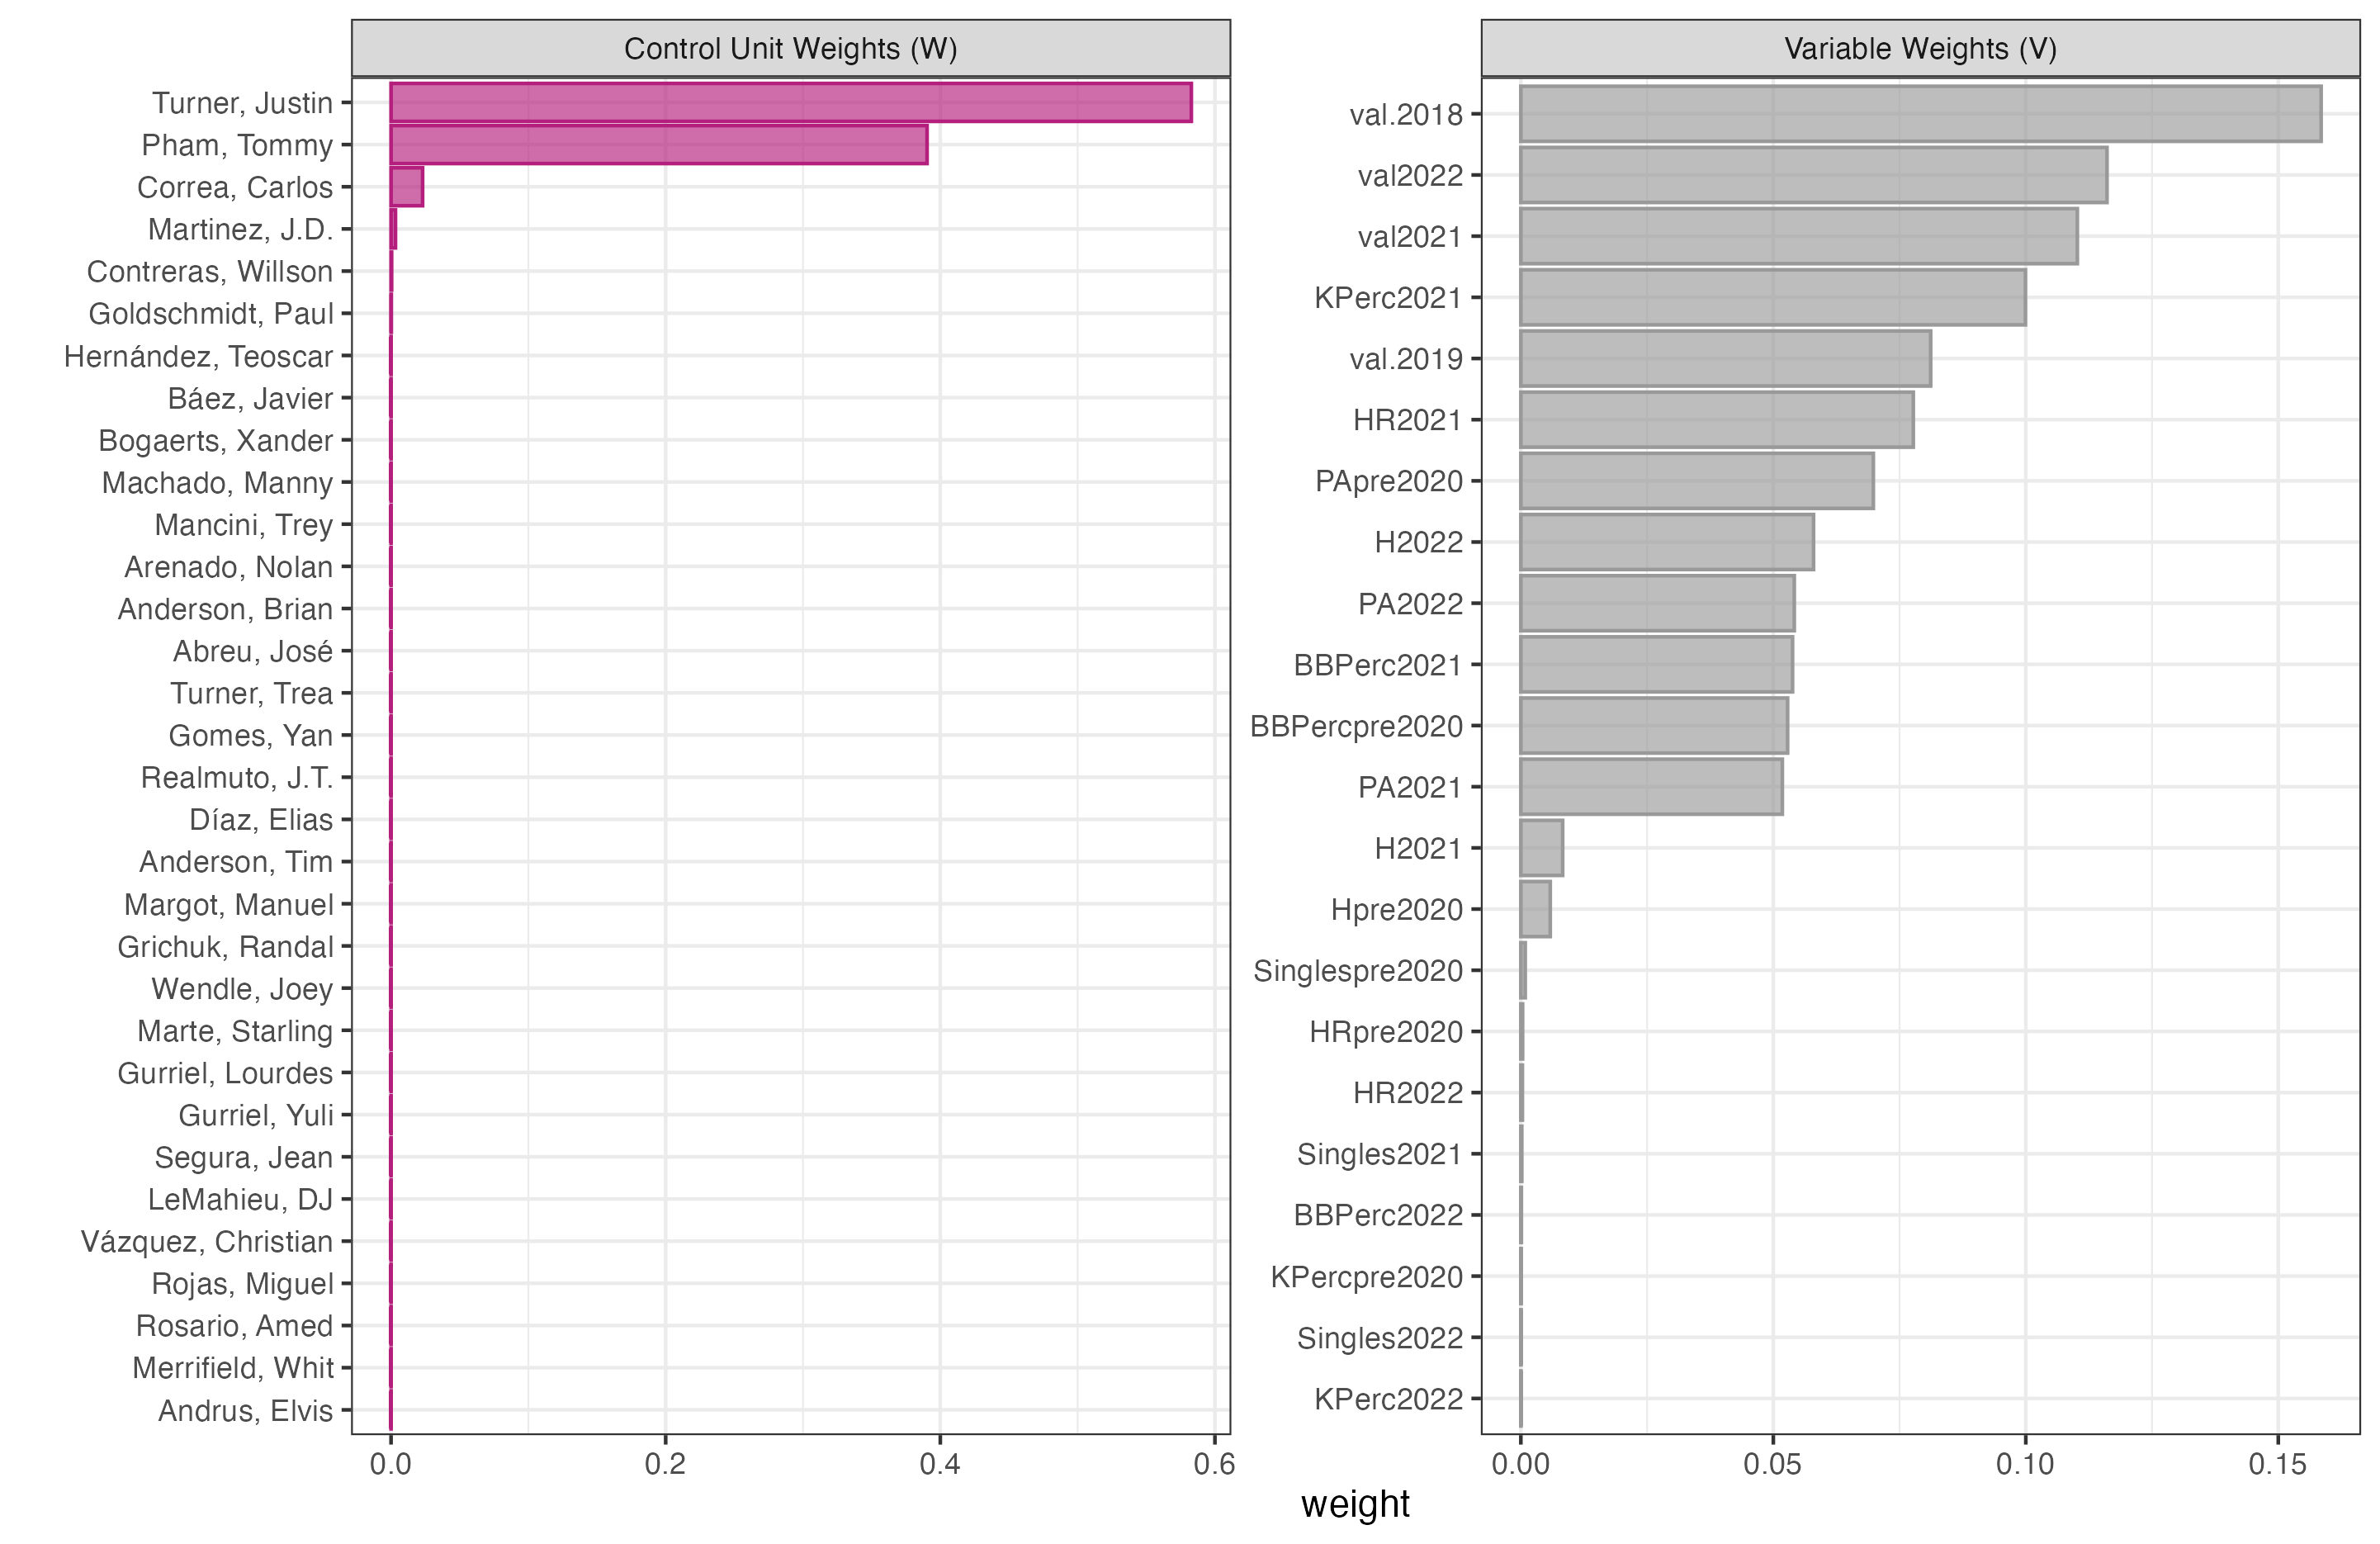 Control Unit Weights (W)
Turner, Justin
Pham, Tommy
Correa, Carlos
Martinez, J.D.
Contreras, Willson
Goldschmidt, Paul
Hernández, Teoscar
Báez, Javier
Bogaerts, Xander
Machado, Manny
Mancini, Trey
Arenado, Nolan
Anderson, Brian
Abreu, José
Turner, Trea
Gomes, Yan
Realmuto, J.T.
Díaz, Elias
Anderson, Tim
Margot, Manuel
Grichuk, Randal
Wendle, Joey
Marte, Starling
Gurriel, Lourdes
Gurriel, Yuli
Segura, Jean
LeMahieu, DJ
Vázquez, Christian
Rojas, Miguel
Rosario, Amed
Merrifield, Whit
Andrus, Elvis
0.0 0.2 0.4 0.6
Variable Weights (V)
val.2018
val2022
val2021
KPerc2021
val.2019
HR2021
PApre2020
H2022
PA2022
BBPerc2021
BBPercpre2020
PA2021
H2021
Hpre2020
Singlespre2020
HRpre2020
HR2022
Singles2021
BBPerc2022
KPercpre2020
Singles2022
KPerc2022
0.00 0.05 0.10 0.15
weight